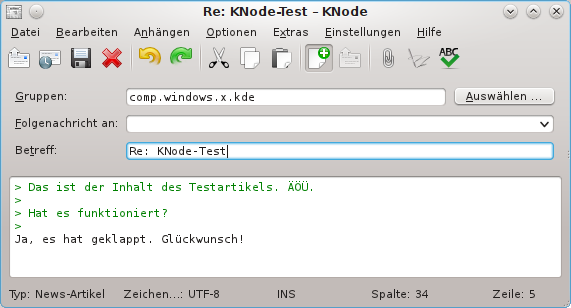 Re: KNode-Test – KNode
Datei Bearbeiten Anhängen Optionen Extras Einstellungen Hilfe
ABC
Gruppen: comp.windows.x.kde Auswählen ...
Folgenachricht an:
Betreff: Re: KNode-Test
> Das ist der Inhalt des Testartikels. ÄÖÜ.
>
> Hat es funktioniert?
>
Ja, es hat geklappt. Glückwunsch!
Typ: News-Artikel Zeichen...: UTF-8 INS Spalte: 34 Zeile: 5